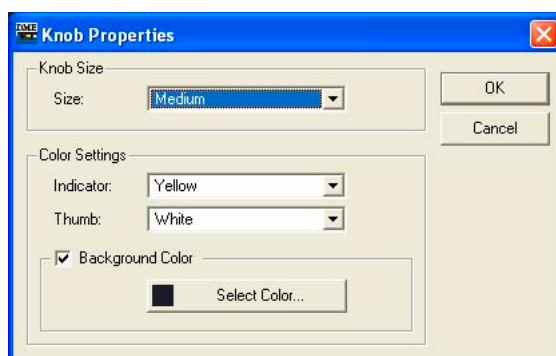 Knob Properties
Knob Size
Size: Medium
OK
Cancel
Color Settings
Indicator: Yellow
Thumb: White
Background Color
Select Color...